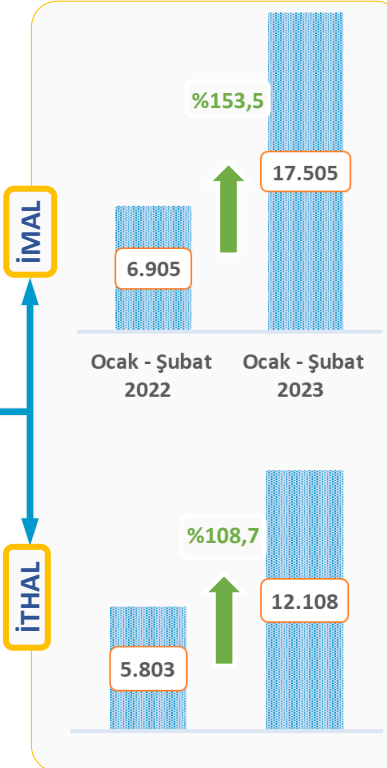 İMAL
%153,5
17.505
6.905
Ocak - Şubat
2022
Ocak - Şubat
2023
İTHAL
%108,7
12.108
5.803